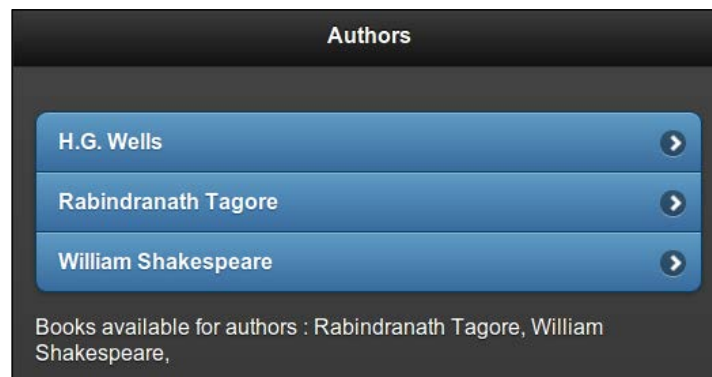 Authors
H.G. Wells
Rabindranath Tagore
William Shakespeare
Books available for authors : Rabindranath Tagore, William
Shakespeare,